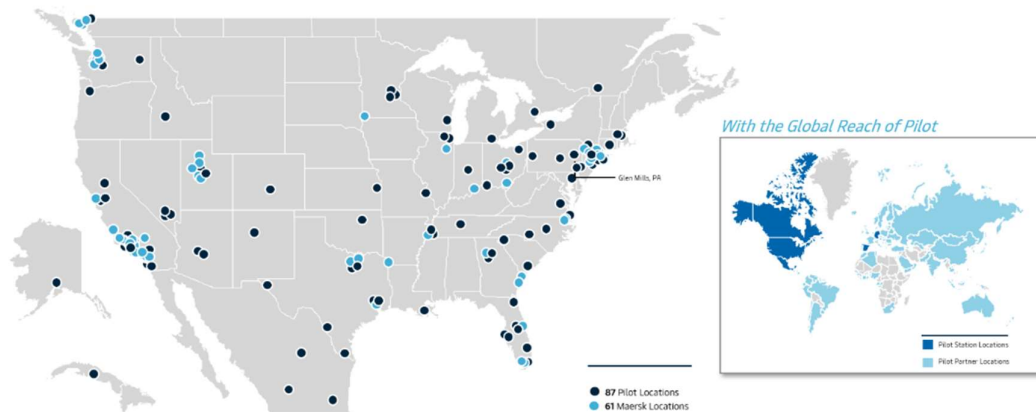 With the Global Reach of Pilot
Glen Mills, PR
Pilot Station Locations
Pilot Partner Locations
87 Pilot Locations
61 Maersk Locations